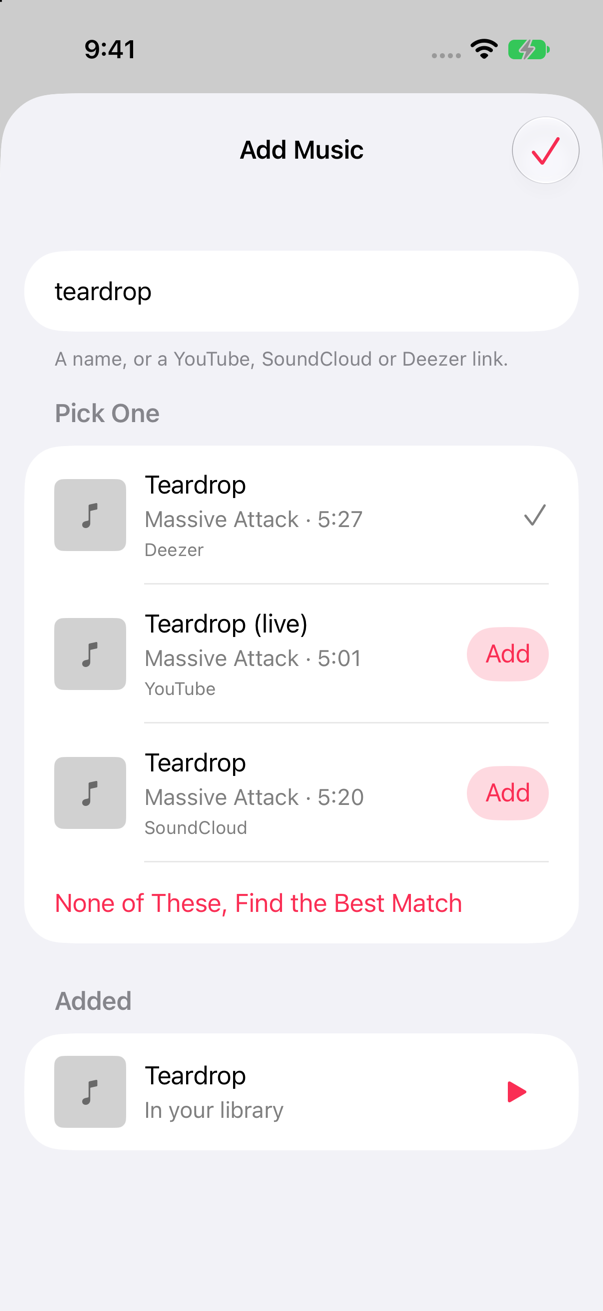 9:41
Add Music
teardrop
A name, or a YouTube, SoundCloud or Deezer link.
Pick One
Teardrop
Massive Attack · 5:27
Deezer
Teardrop (live)
Massive Attack · 5:01
YouTube
Add
Teardrop
Massive Attack · 5:20
SoundCloud
Add
None of These, Find the Best Match
Added
Teardrop
In your library